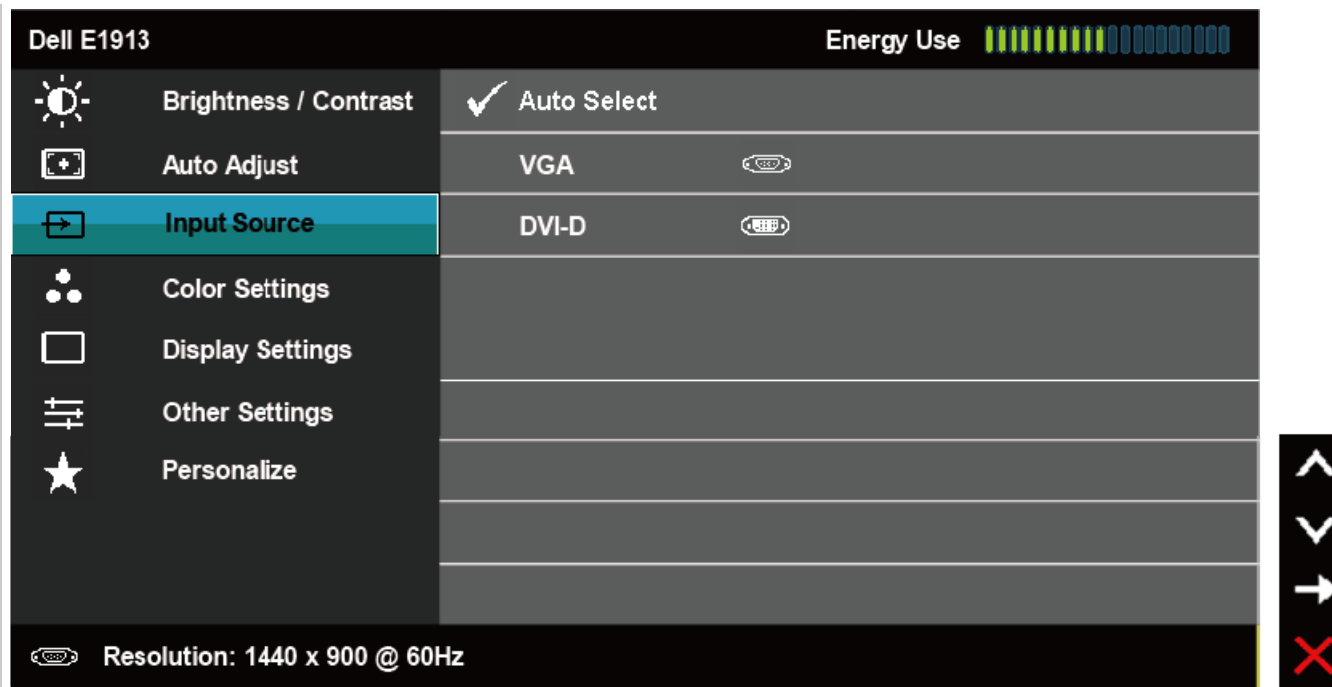 Dell E1913 Energy Use
Brightness / Contrast Auto Select
Auto Adjust VGA
Input Source DVI-D
Color Settings
Display Settings
Other Settings
Personalize
Resolution: 1440 x 900 @ 60Hz